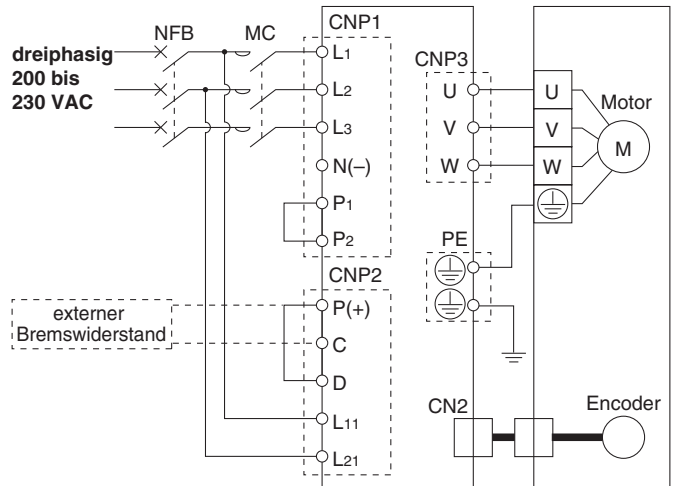 NFB
MC
CNP1
dreiphasig
200 bis
230 VAC
L1
L2
L3
N(–)
P1
P2
CNP2
externer
Bremswiderstand
P(+)
C
D
L11
L21
CNP3
U
V
W
PE
CN2
U
V
W
Motor
M
Encoder